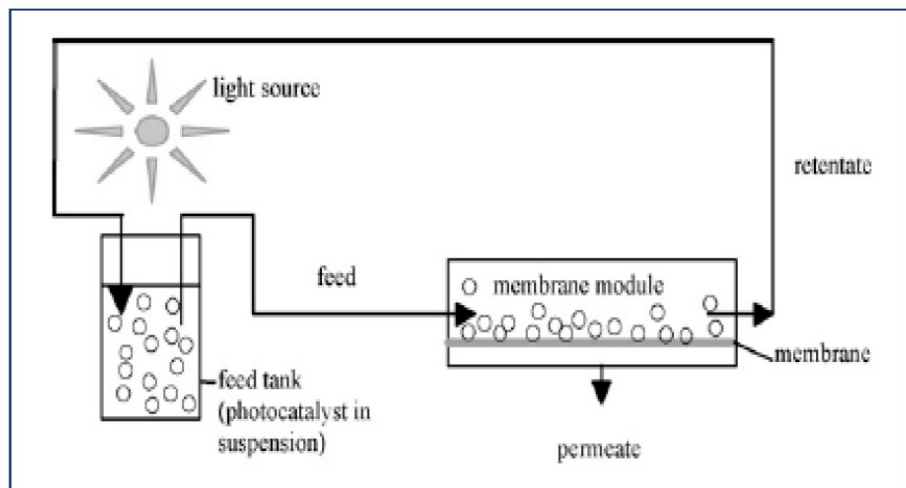 light source
retentate
feed
membrane module
membrane
feed tank
(photocatalyst in
suspension)
permeate